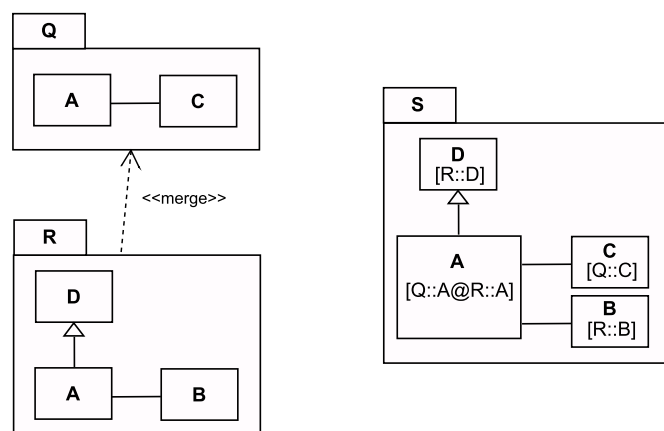 Q
A
C
<<merge>>
R
D
A
B
S
D
[R::D]
A
[Q::A@R::A]
C
[Q::C]
B
[R::B]